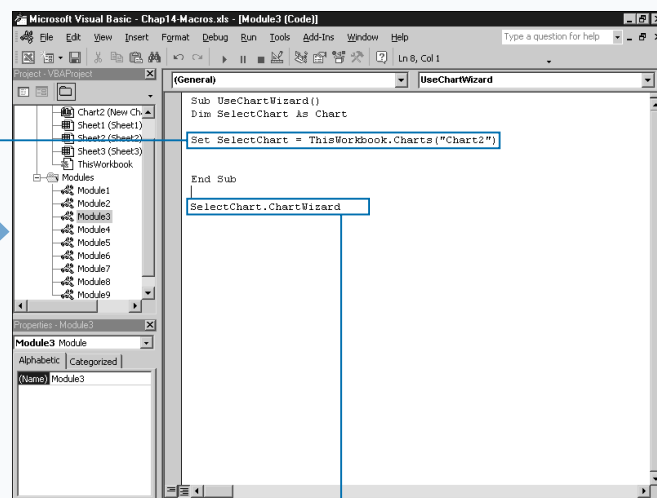 Microsoft Visual Basic - Chap14-Macros.xls - [Module3 (Code)]
File Edit View Insert Format Debug Run Tools Add-Ins Window Help
Type a question for help
Ln 8, Col 1
Project - VBAProject
(General)
UseChartWizard
Chart2 (New Ch
Sheet1 (Sheet1)
Sheet2 (Sheet2)
Sheet3 (Sheet3)
ThisWorkbook
Modules
Module1
Module2
Module3
Module4
Module5
Module6
Module7
Module8
Module9
Sub UseChartWizard()
Dim SelectChart As Chart
Set SelectChart = ThisWorkbook.Charts("Chart2")
End Sub
SelectChart.ChartWizard
Properties - Module3
Module3 Module
Alphabetic Categorized
(Name) Module3